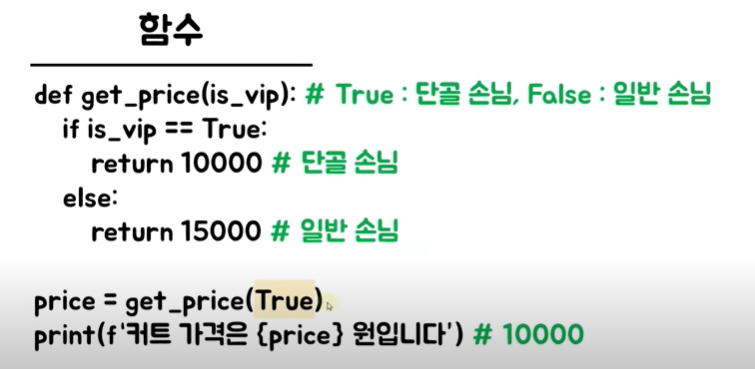 함수
def get_price(is_vip): # True : 단골 손님, False : 일반 손님
if is_vip == True:
return 10000 # 단골 손님
else:
return 15000 # 일반 손님
price = get_price(True)
print(f'커트 가격은 {price} 원입니다') # 10000